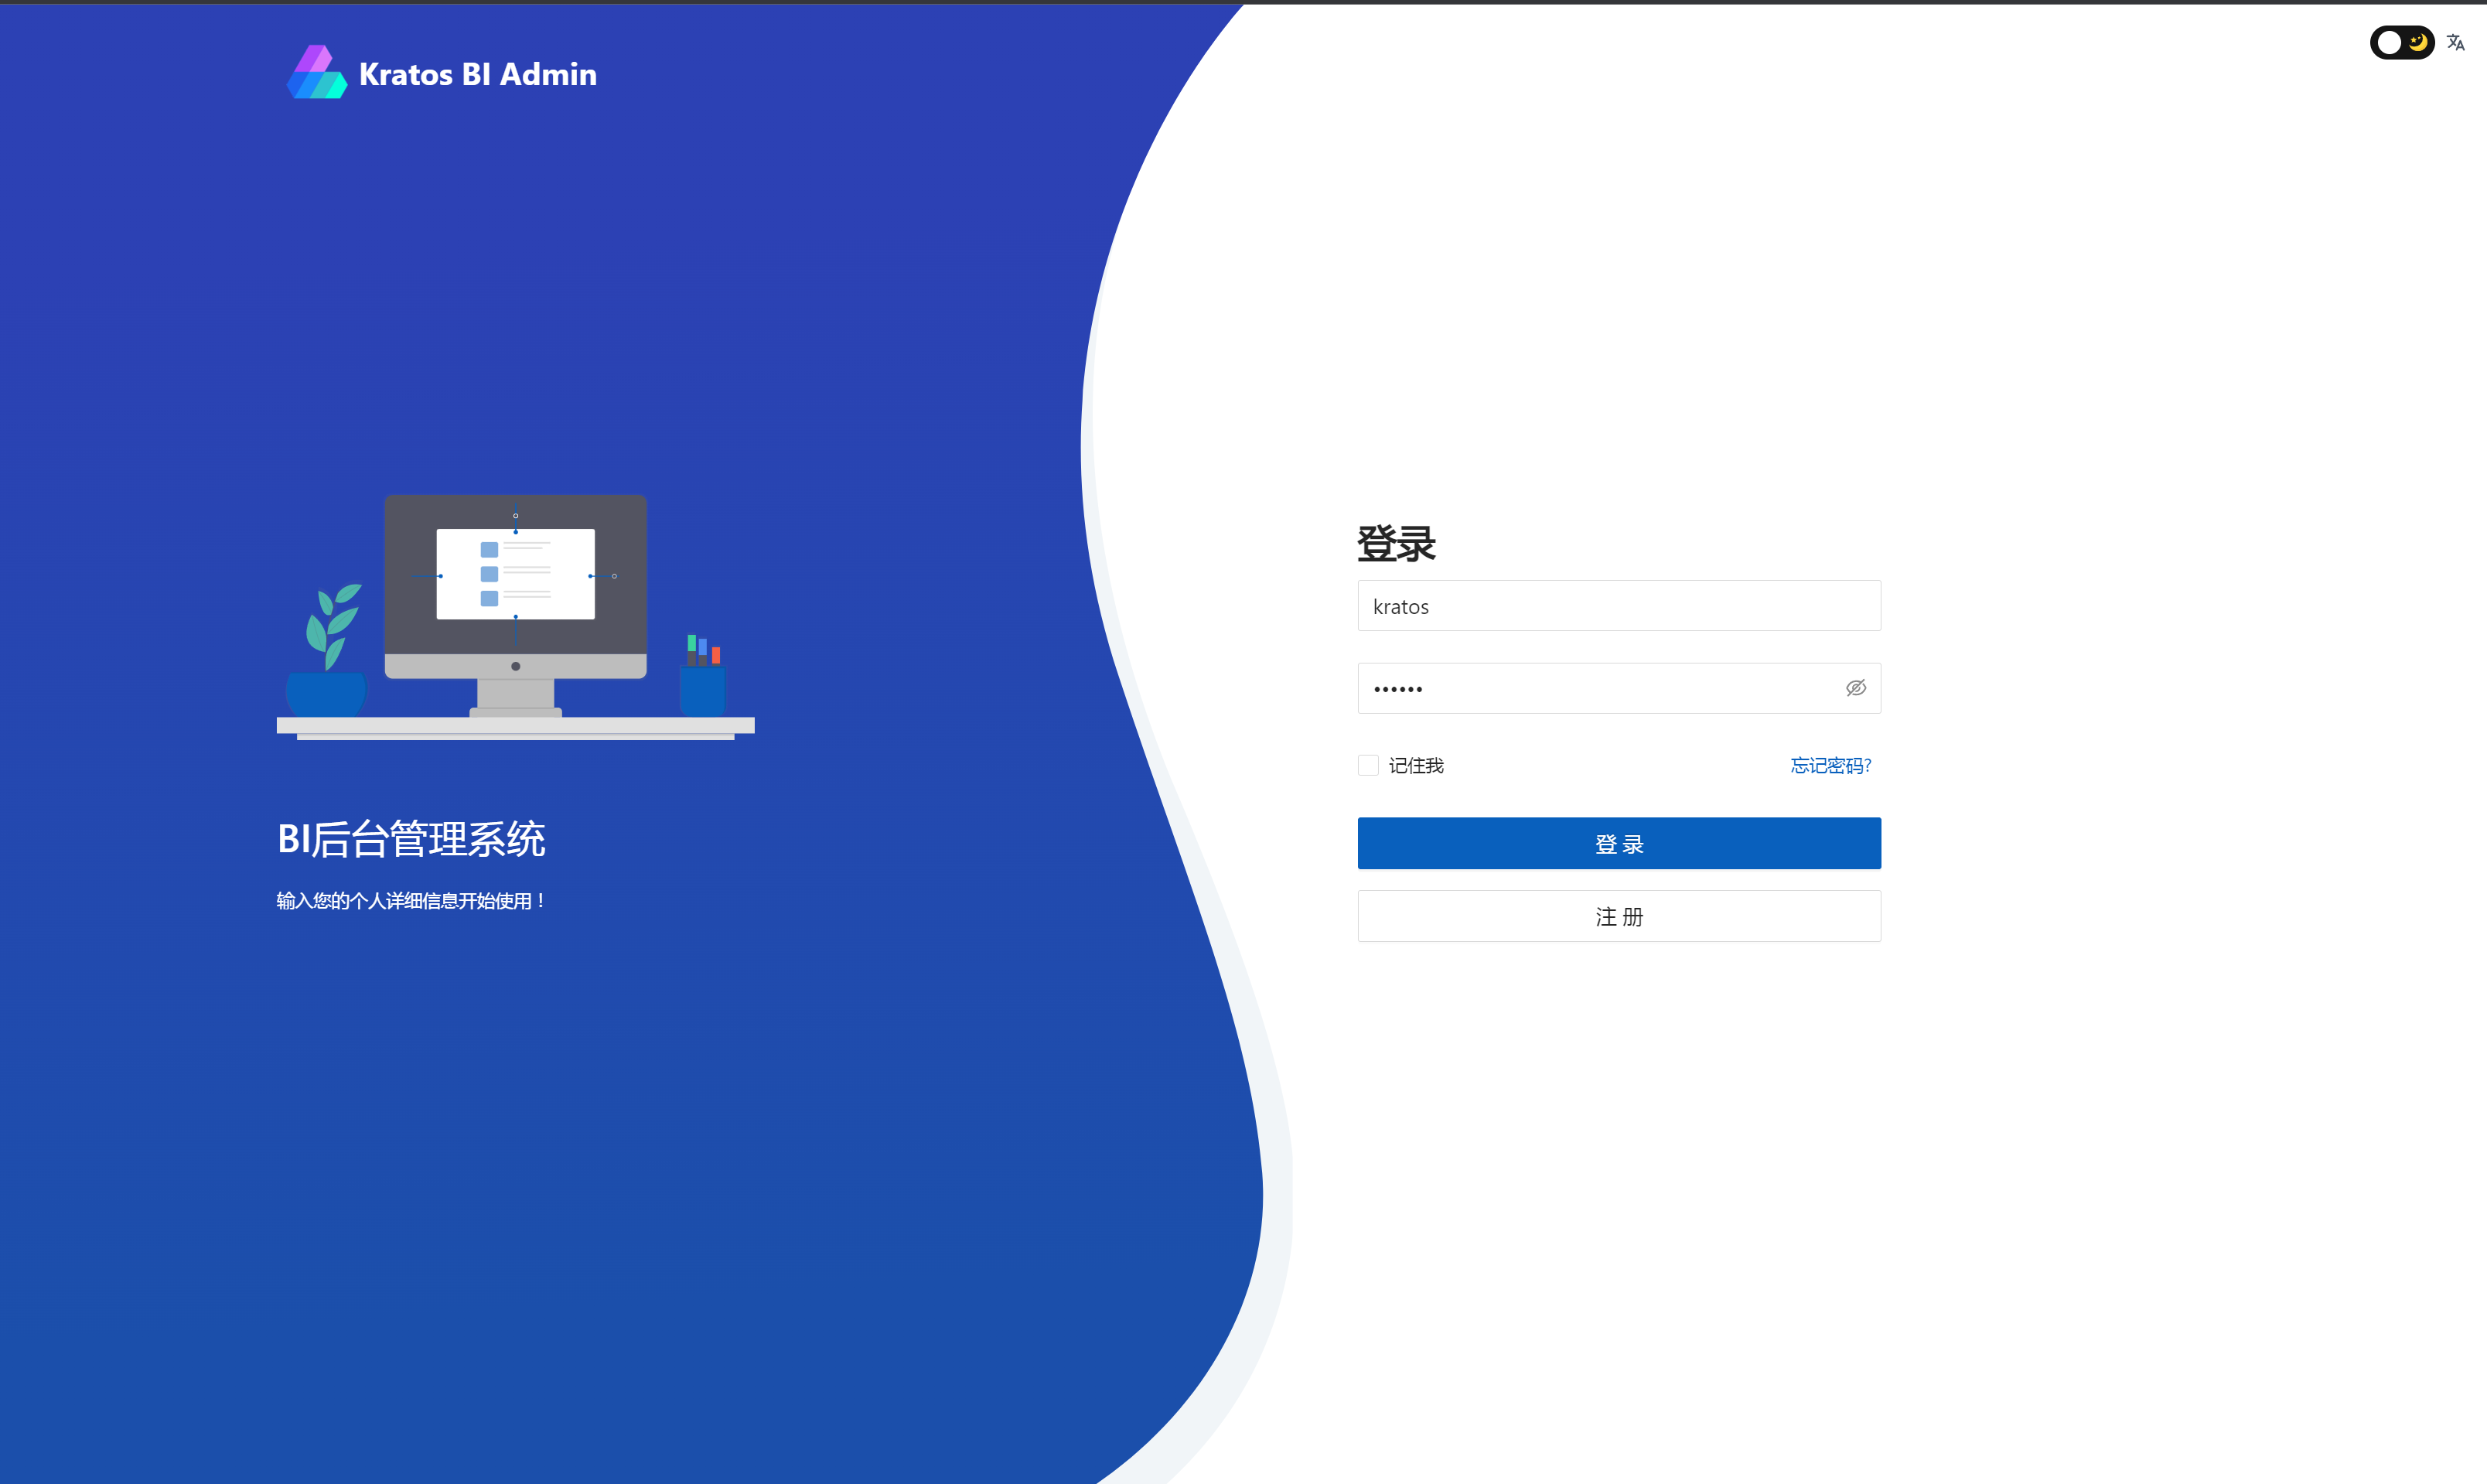 Kratos BI Admin
BI后台管理系统
输入您的个人详细信息开始使用！
登录
kratos
••••••
记住我
忘记密码?
登 录
注 册